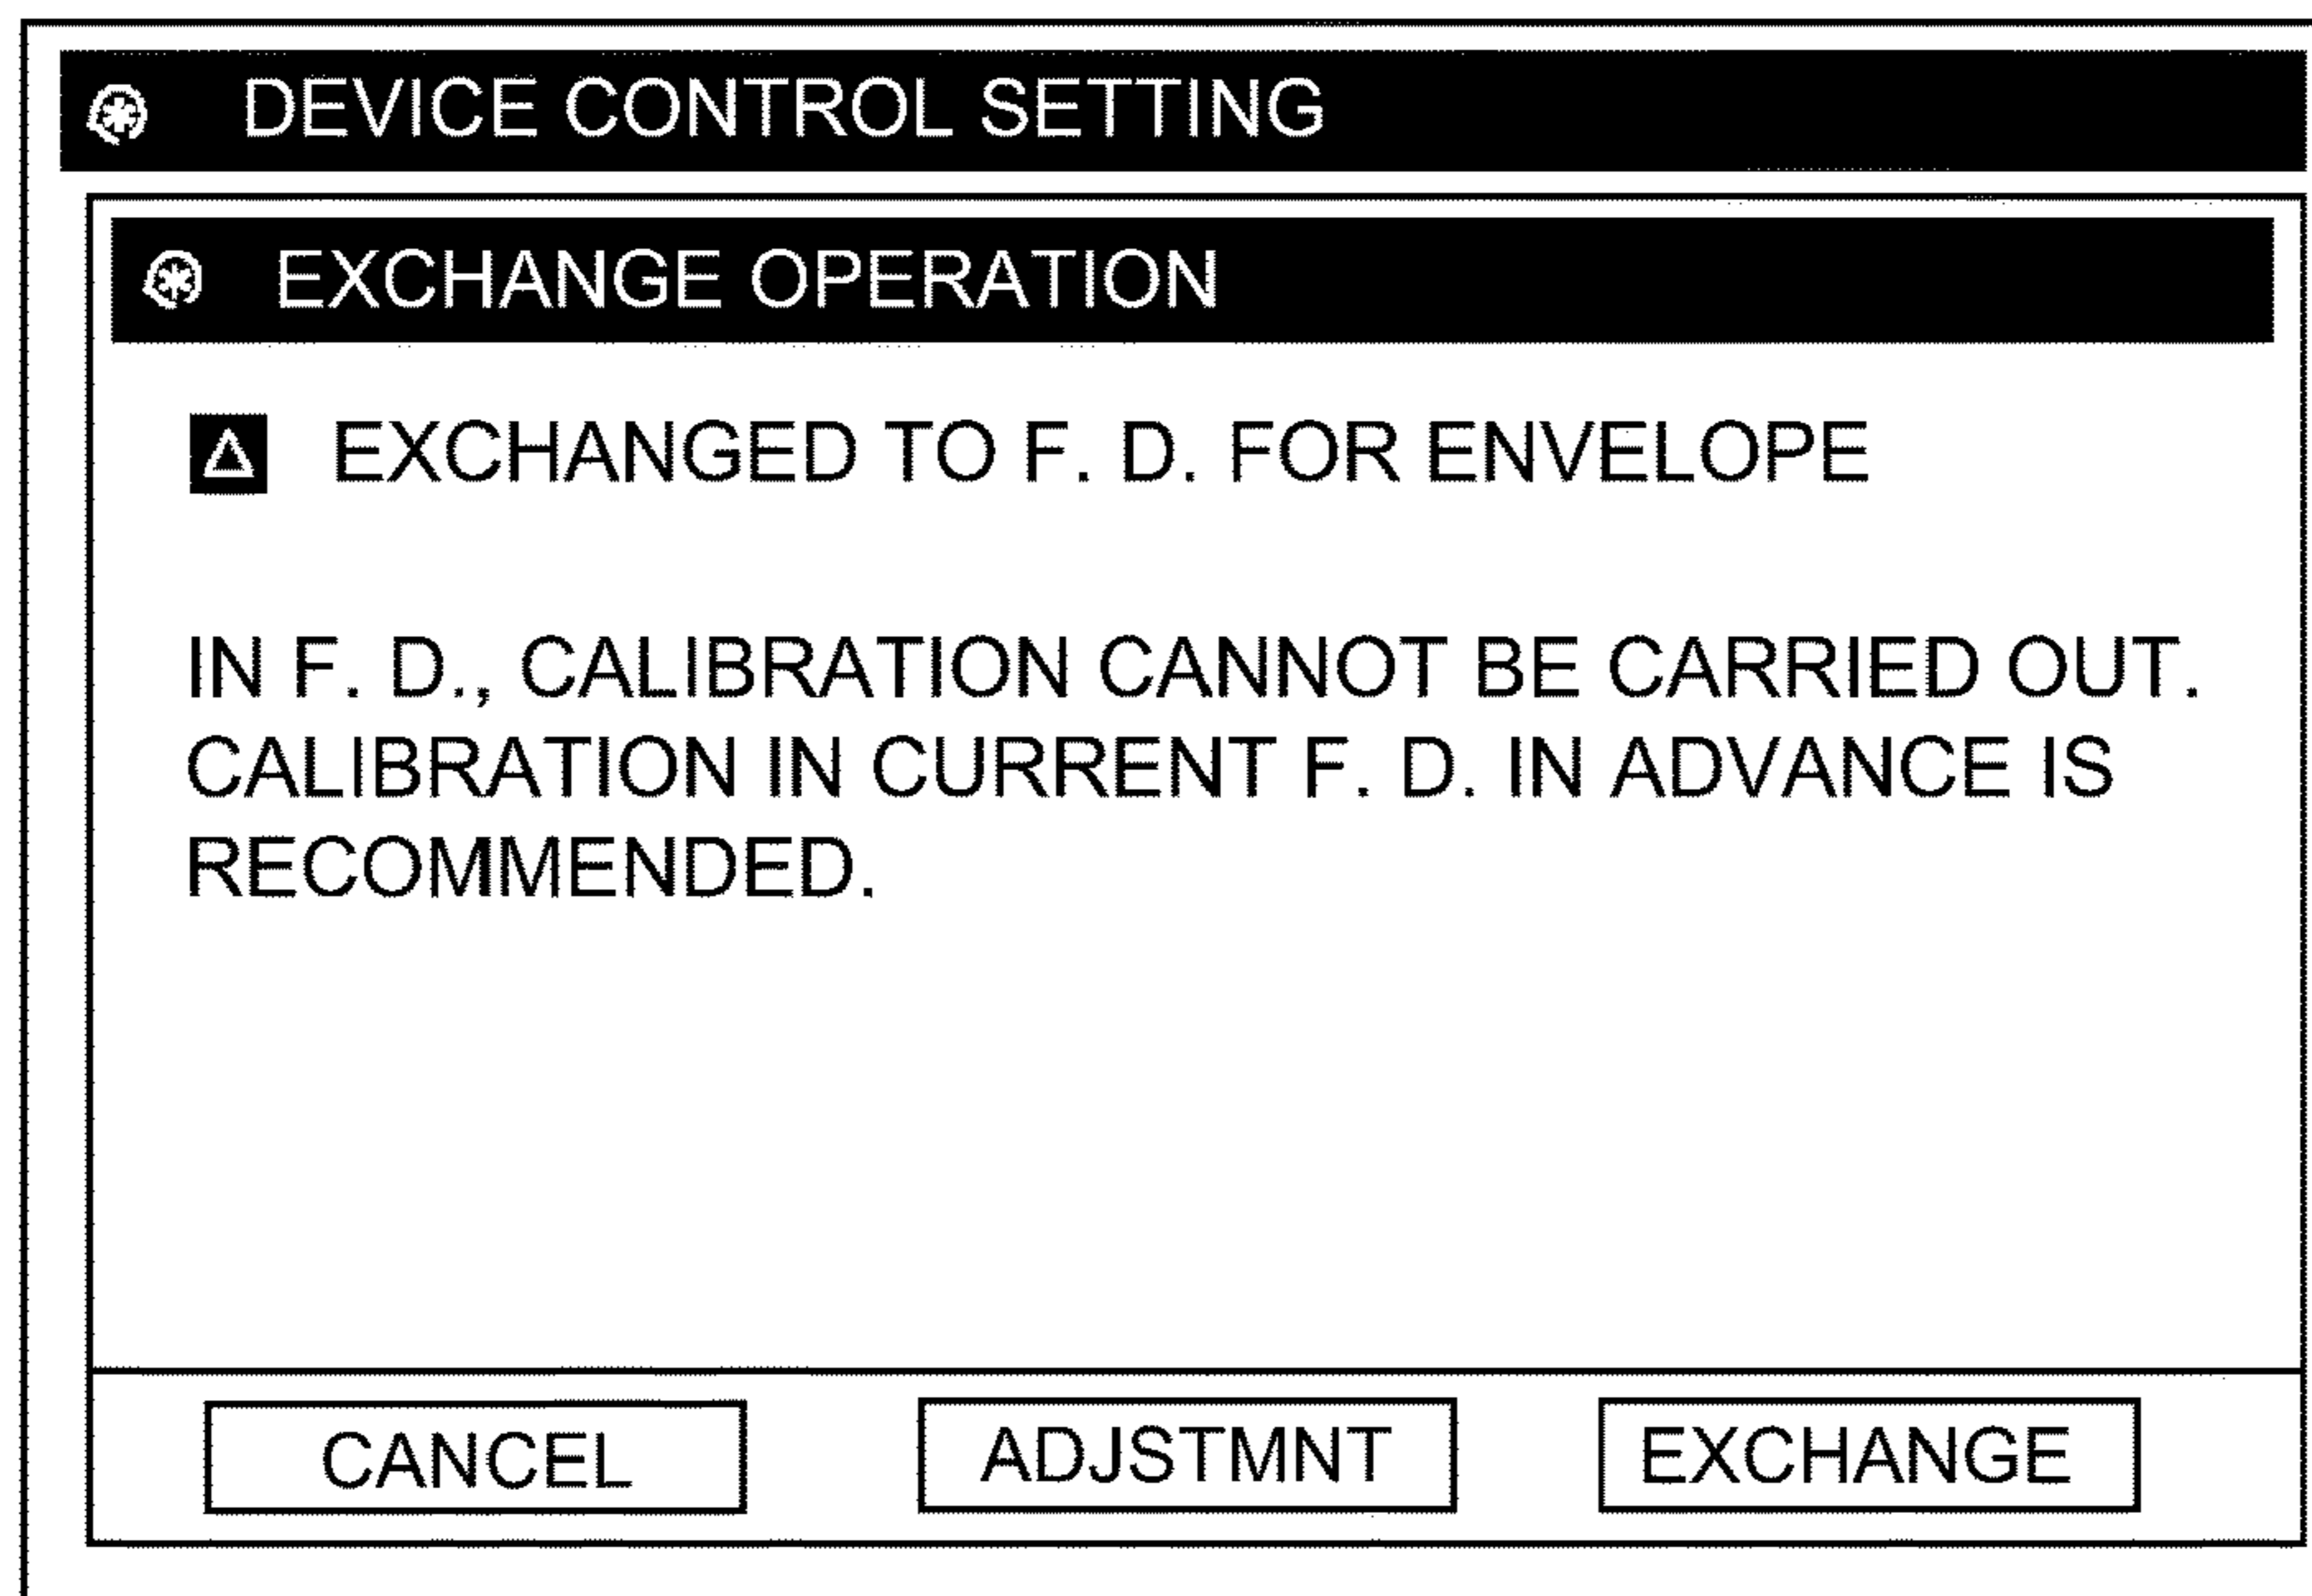 DEVICE CONTROL SETTING
EXCHANGE OPERATION
EXCHANGED TO F. D. FOR ENVELOPE
IN F. D., CALIBRATION CANNOT BE CARRIED OUT.
CALIBRATION IN CURRENT F. D. IN ADVANCE IS
RECOMMENDED.
CANCEL
ADJSTMNT
EXCHANGE